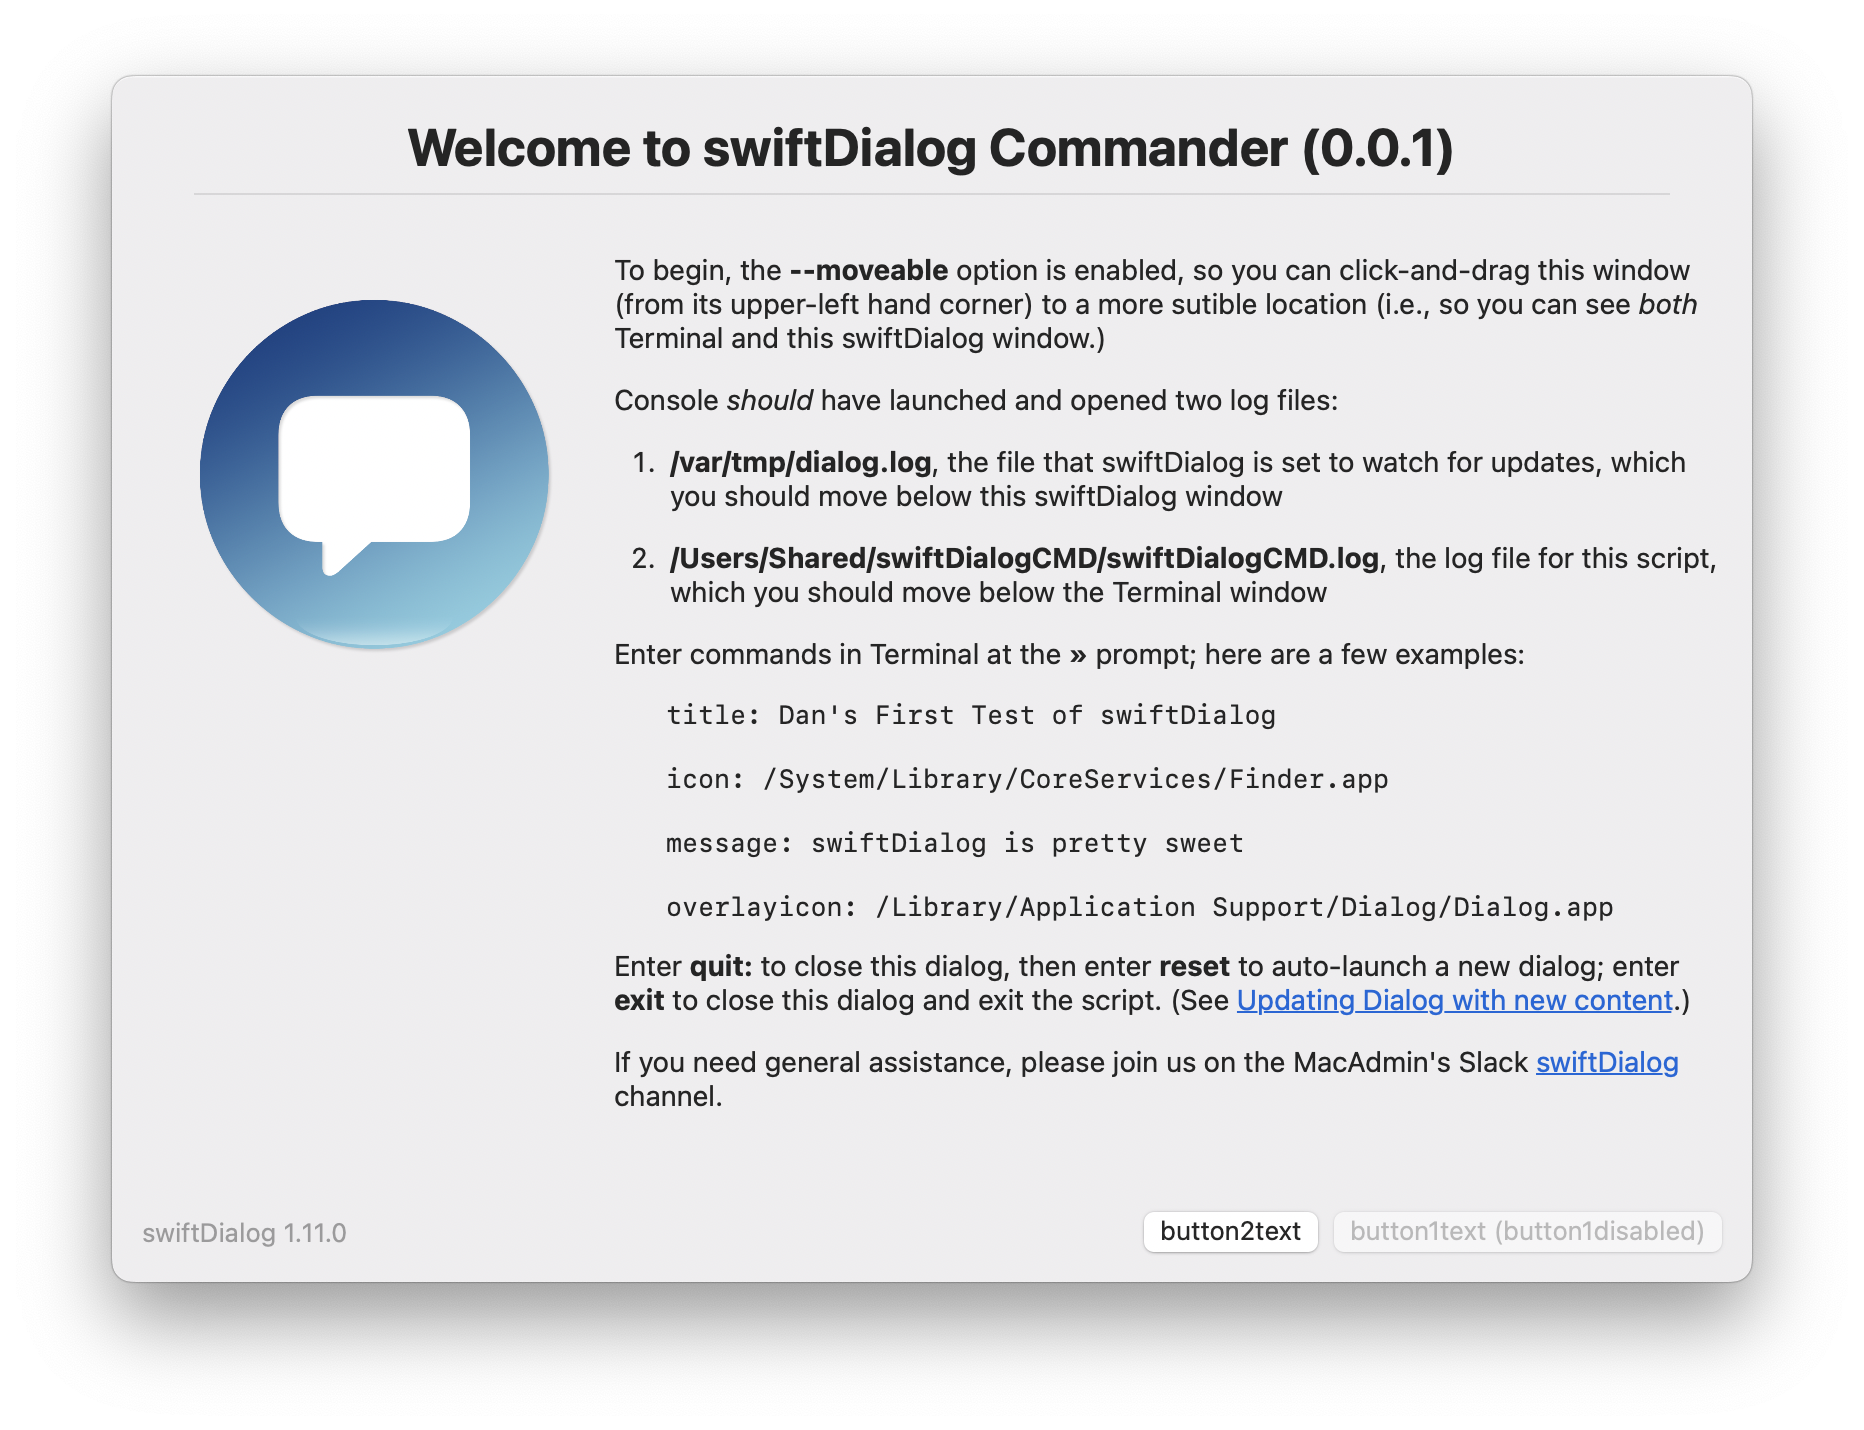 Welcome to swiftDialog Commander (0.0.1)
To begin, the --moveable option is enabled, so you can click-and-drag this window
(from its upper-left hand corner) to a more sutible location (i.e., so you can see both
Terminal and this swiftDialog window.)
Console should have launched and opened two log files:
1. /var/tmp/dialog.log, the file that swiftDialog is set to watch for updates, which
you should move below this swiftDialog window
2. /Users/Shared/swiftDialogCMD/swiftDialogCMD.log, the log file for this script,
which you should move below the Terminal window
Enter commands in Terminal at the » prompt; here are a few examples:
title: Dan's First Test of swiftDialog
icon: /System/Library/CoreServices/Finder.app
message: swiftDialog is pretty sweet
overlayicon: /Library/Application Support/Dialog/Dialog.app
Enter quit: to close this dialog, then enter reset to auto-launch a new dialog; enter
exit to close this dialog and exit the script. (See Updating Dialog with new content.)
If you need general assistance, please join us on the MacAdmin's Slack swiftDialog
channel.
swiftDialog 1.11.0
button2text
button1text (button1disabled)